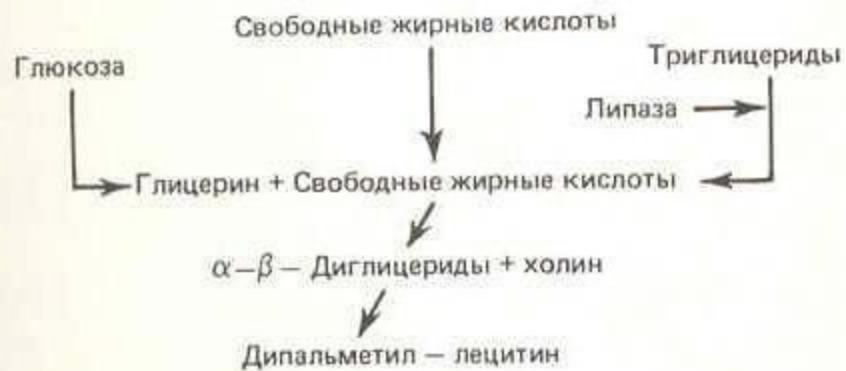 Свободные жирные кислоты
Глюкоза
Триглицериды
Липаза
Глицерин + Свободные жирные кислоты
α–β – Диглицериды + холин
Дипальметил – лецитин